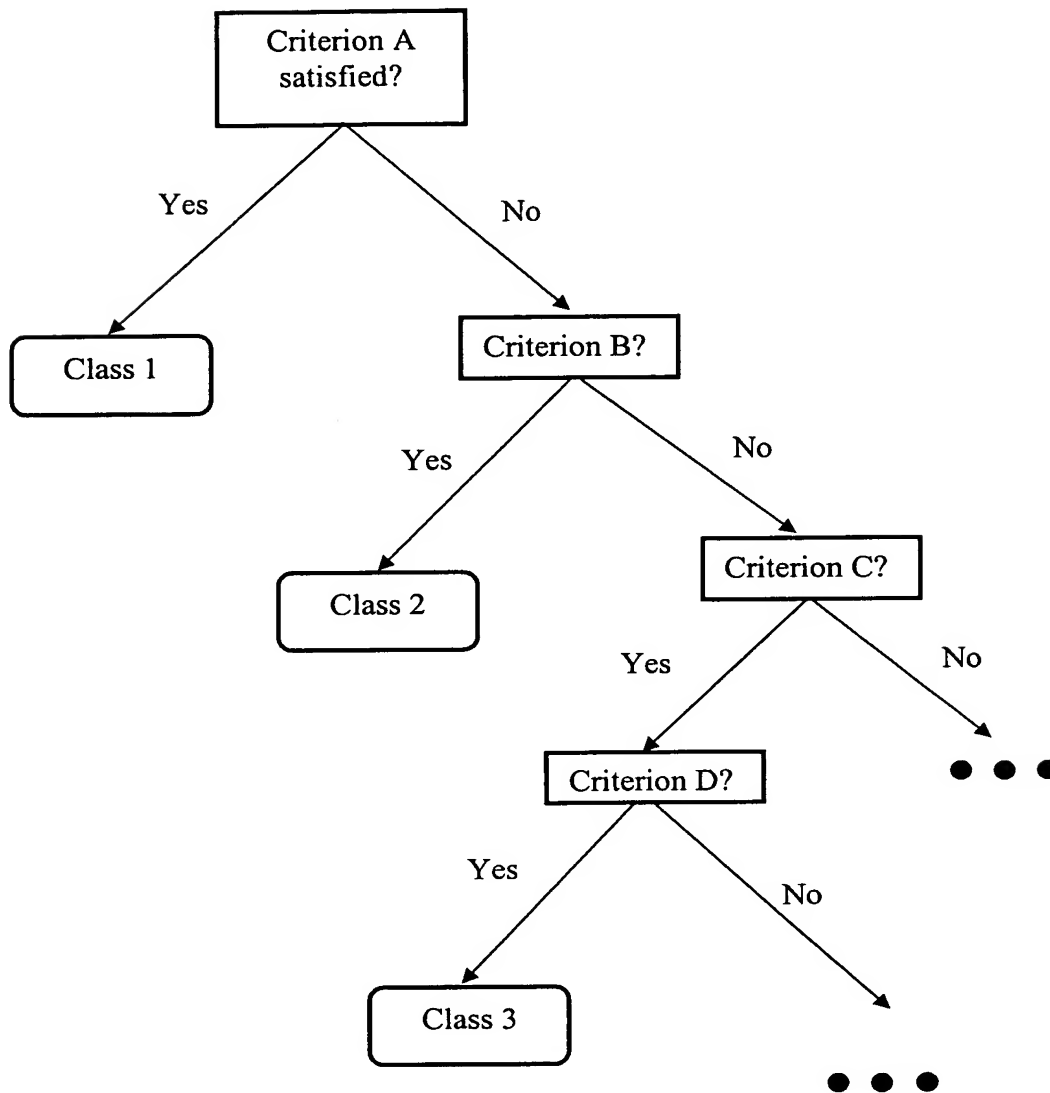 Criterion A
satisfied?
Yes
No
Class 1
Criterion B?
Yes
No
Class 2
Criterion C?
Yes
No
Criterion D?
Yes
No
Class 3